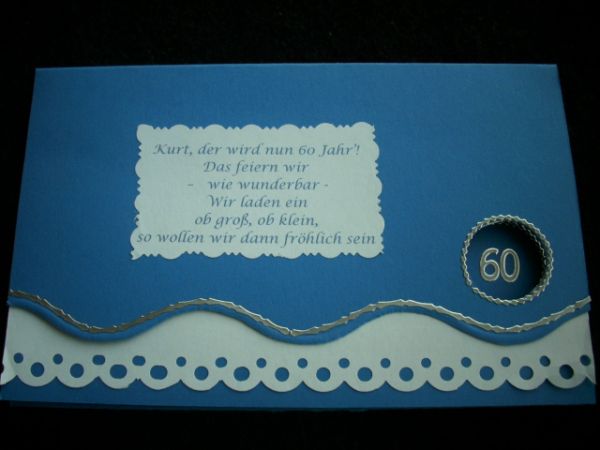 Kurt, der wird nun 60 Jahr'!
Das feiern wir
- wie wunderbar -
Wir laden ein
ob groß, ob klein,
so wollen wir dann fröhlich sein
60